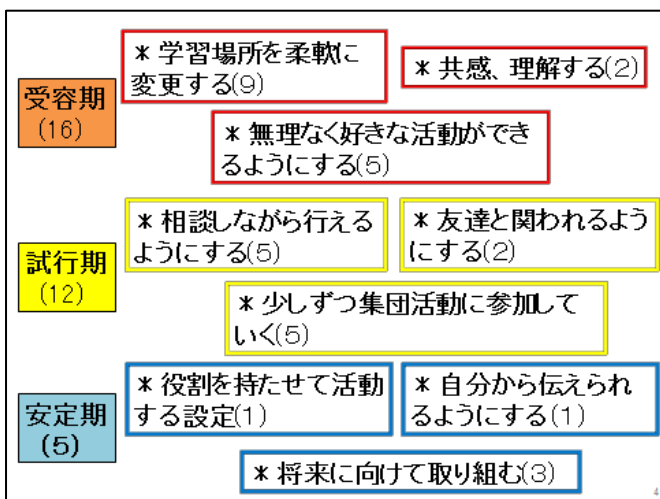 受容期
(16)
＊学習場所を柔軟に
変更する(9)
＊共感、理解する(2)
＊無理なく好きな活動ができ
るようにする(5)
試行期
(12)
＊相談しながら行える
ようにする(5)
＊友達と関われるよう
にする(2)
＊少しずつ集団活動に参加して
いく(5)
安定期
(5)
＊役割を持たせて活動
する設定(1)
＊自分から伝えられ
るようにする(1)
＊将来に向けて取り組む(3)
4